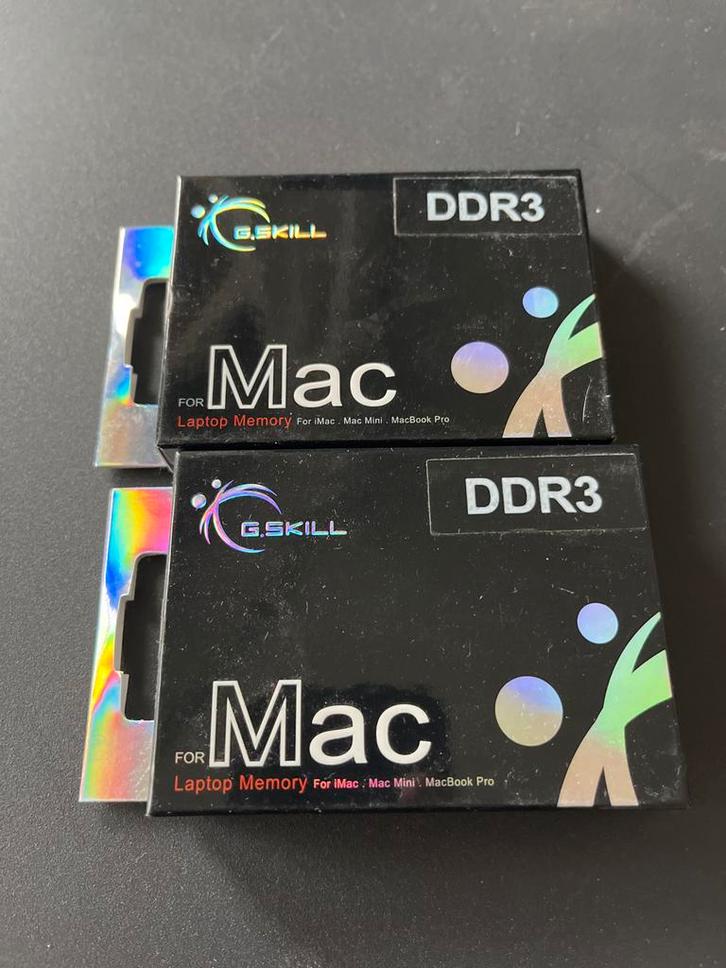 G.SKILL
DDR3
FOR Mac
Laptop Memory For iMac . Mac Mini . MacBook Pro
G.SKILL
DDR3
FOR Mac
Laptop Memory For iMac . Mac Mini . MacBook Pro